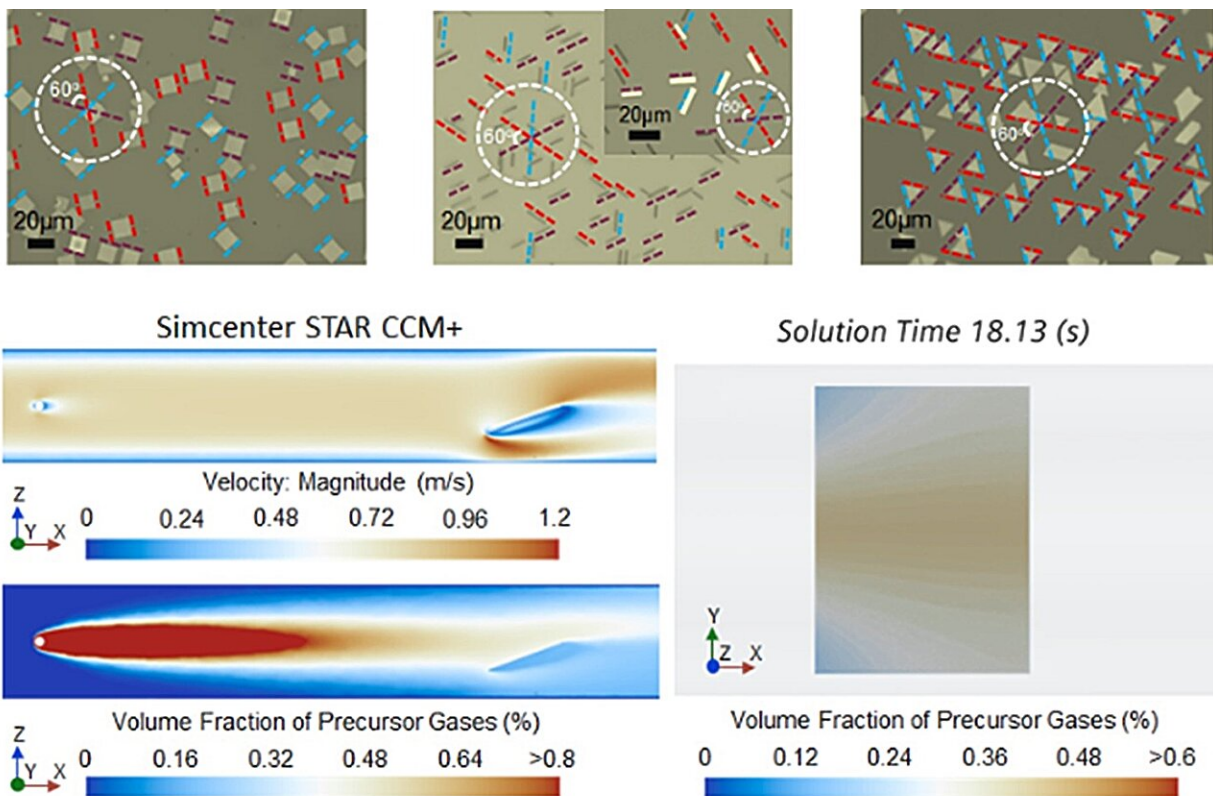 60°
20µm
60°
20µm
60°
20µm
60°
20µm
Simcenter STAR CCM+
Velocity: Magnitude (m/s)
Z
Y X
0 0.24 0.48 0.72 0.96 1.2
Volume Fraction of Precursor Gases (%)
Z
Y X
0 0.16 0.32 0.48 0.64 >0.8
Solution Time 18.13 (s)
Y
Z X
Volume Fraction of Precursor Gases (%)
0 0.12 0.24 0.36 0.48 >0.6